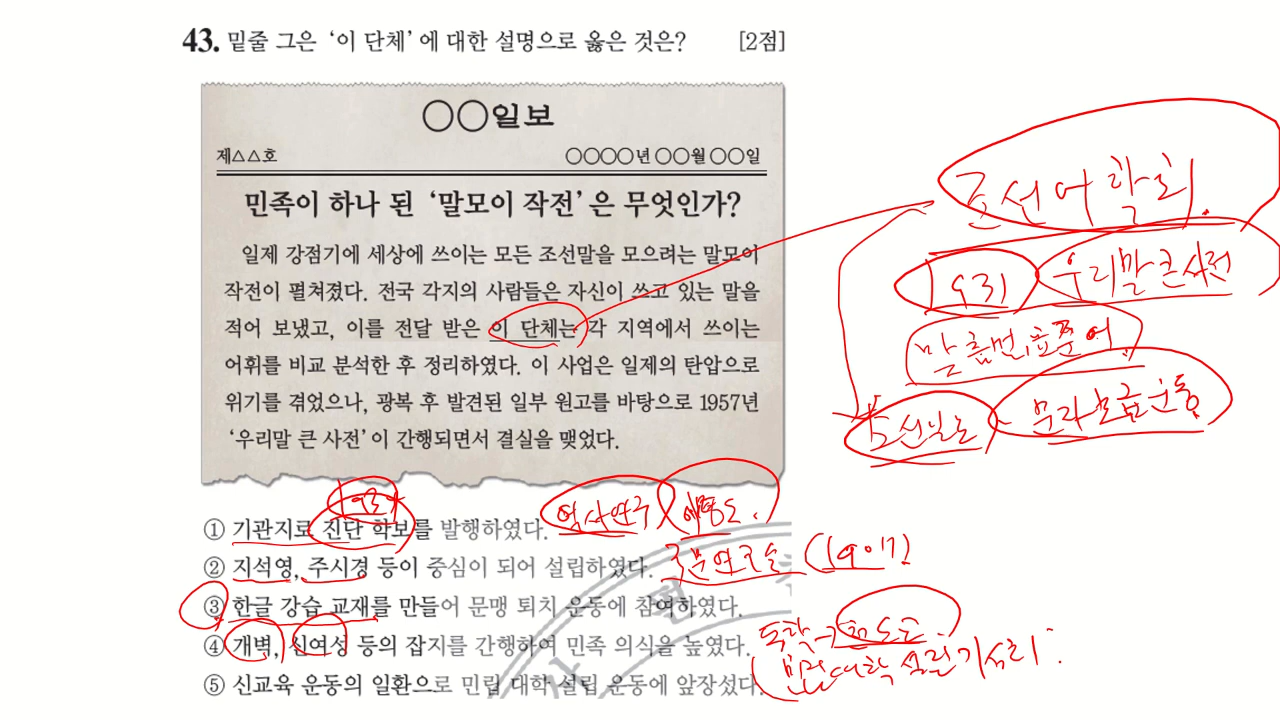 43. 밑줄 그은 ‘이 단체’에 대한 설명으로 옳은 것은? [2점]
○○일보
제△△호 ○○○○년 ○○월 ○○일
민족이 하나 된 ‘말모이 작전’은 무엇인가?
일제 강점기에 세상에 쓰이는 모든 조선말을 모으려는 말모이
작전이 펼쳐졌다. 전국 각지의 사람들은 자신이 쓰고 있는 말을
적어 보냈고, 이를 전달 받은 이 단체는 각 지역에서 쓰이는
어휘를 비교 분석한 후 정리하였다. 이 사업은 일제의 탄압으로
위기를 겪었으나, 광복 후 발견된 일부 원고를 바탕으로 1957년
‘우리말 큰 사전’이 간행되면서 결실을 맺었다.
조선어학회
1931 우리말큰사전
맞춤법, 표준어
조선일보 문자보급운동
① 기관지로 진단 학보를 발행하였다.
② 지석영, 주시경 등이 중심이 되어 설립하였다.
③ 한글 강습 교재를 만들어 문맹 퇴치 운동에 참여하였다.
④ 개벽, 신여성 등의 잡지를 간행하여 민족 의식을 높였다.
⑤ 신교육 운동의 일환으로 민립 대학 설립 운동에 앞장섰다.
193
역사연구
국문연구소 (1907)
천도교
민립대학 설립기성회